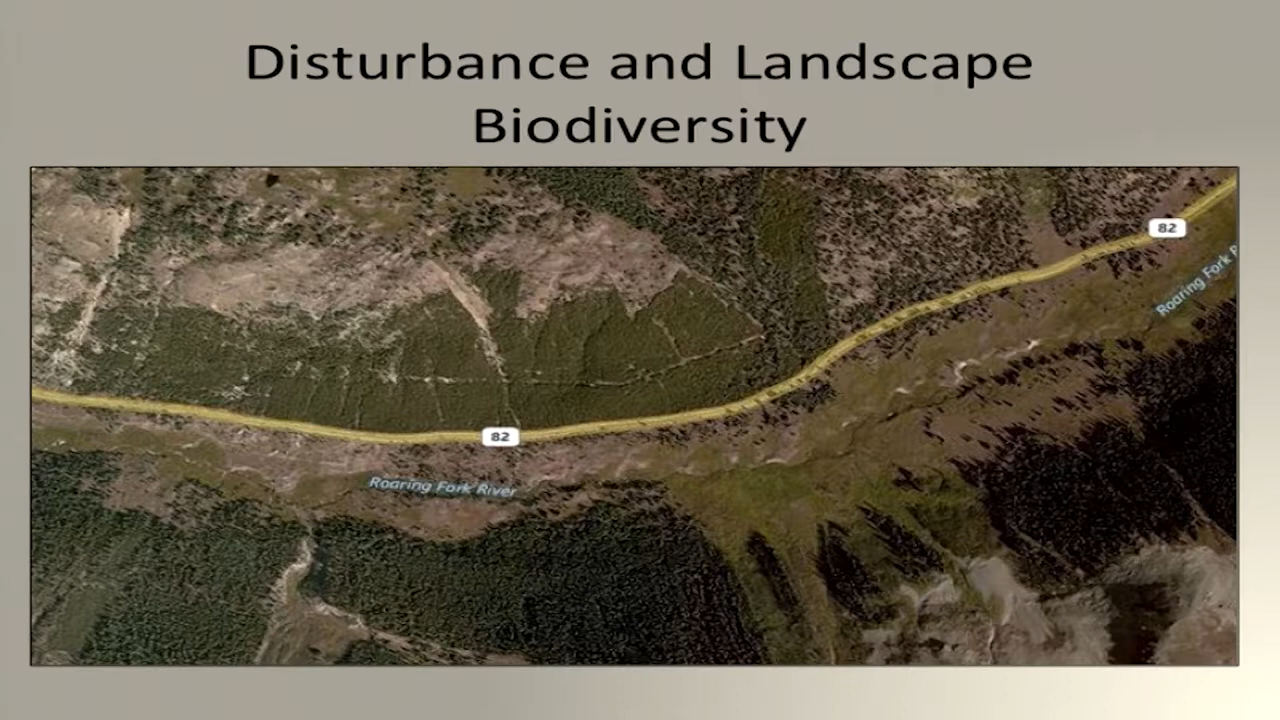 Disturbance and Landscape
Biodiversity
82
Roaring Fork
82
Roaring Fork River